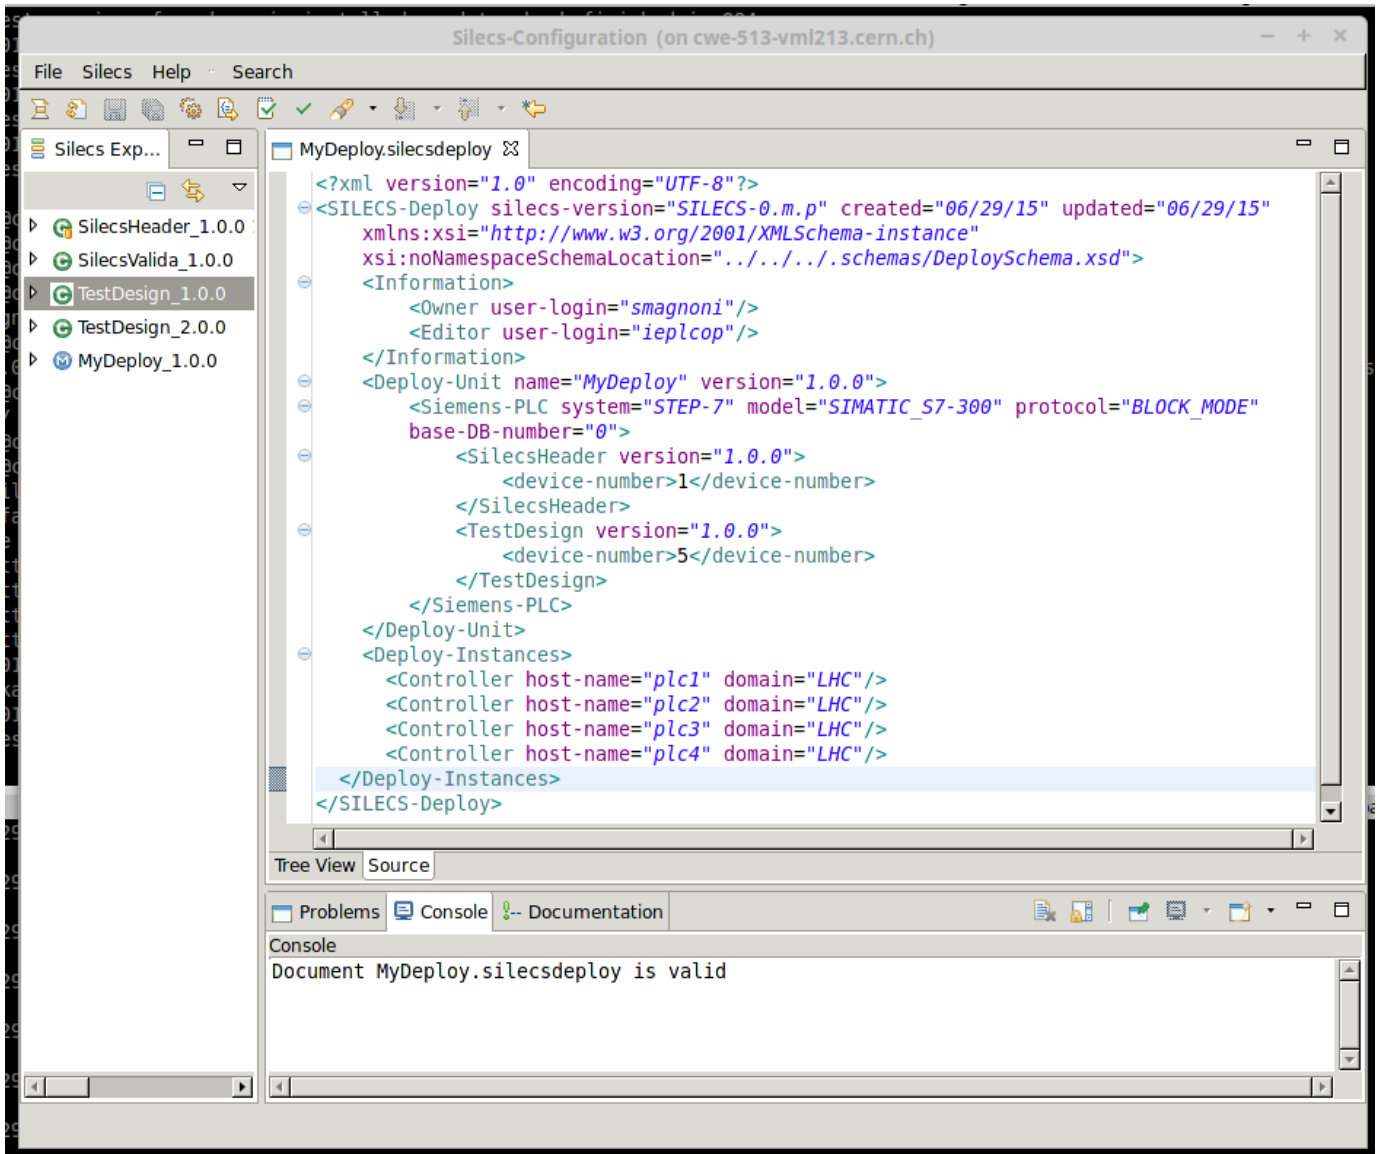 Silecs-Configuration (on cwe-513-vml213.cern.ch)
File Silecs Help Search
Silecs Exp...
MyDeploy.silecsdeploy
SilecsHeader_1.0.0
SilecsValida_1.0.0
TestDesign_1.0.0
TestDesign_2.0.0
MyDeploy_1.0.0
<?xml version="1.0" encoding="UTF-8"?>
<SILECS-Deploy silecs-version="SILECS-0.m.p" created="06/29/15" updated="06/29/15"
xmlns:xsi="http://www.w3.org/2001/XMLSchema-instance"
xsi:noNamespaceSchemaLocation="../../../.schemas/DeploySchema.xsd">
<Information>
<Owner user-login="smagnoni"/>
<Editor user-login="ieplcop"/>
</Information>
<Deploy-Unit name="MyDeploy" version="1.0.0">
<Siemens-PLC system="STEP-7" model="SIMATIC_S7-300" protocol="BLOCK_MODE"
base-DB-number="0">
<SilecsHeader version="1.0.0">
<device-number>1</device-number>
</SilecsHeader>
<TestDesign version="1.0.0">
<device-number>5</device-number>
</TestDesign>
</Siemens-PLC>
</Deploy-Unit>
<Deploy-Instances>
<Controller host-name="plc1" domain="LHC"/>
<Controller host-name="plc2" domain="LHC"/>
<Controller host-name="plc3" domain="LHC"/>
<Controller host-name="plc4" domain="LHC"/>
</Deploy-Instances>
</SILECS-Deploy>
Tree View Source
Problems Console Documentation
Console
Document MyDeploy.silecsdeploy is valid